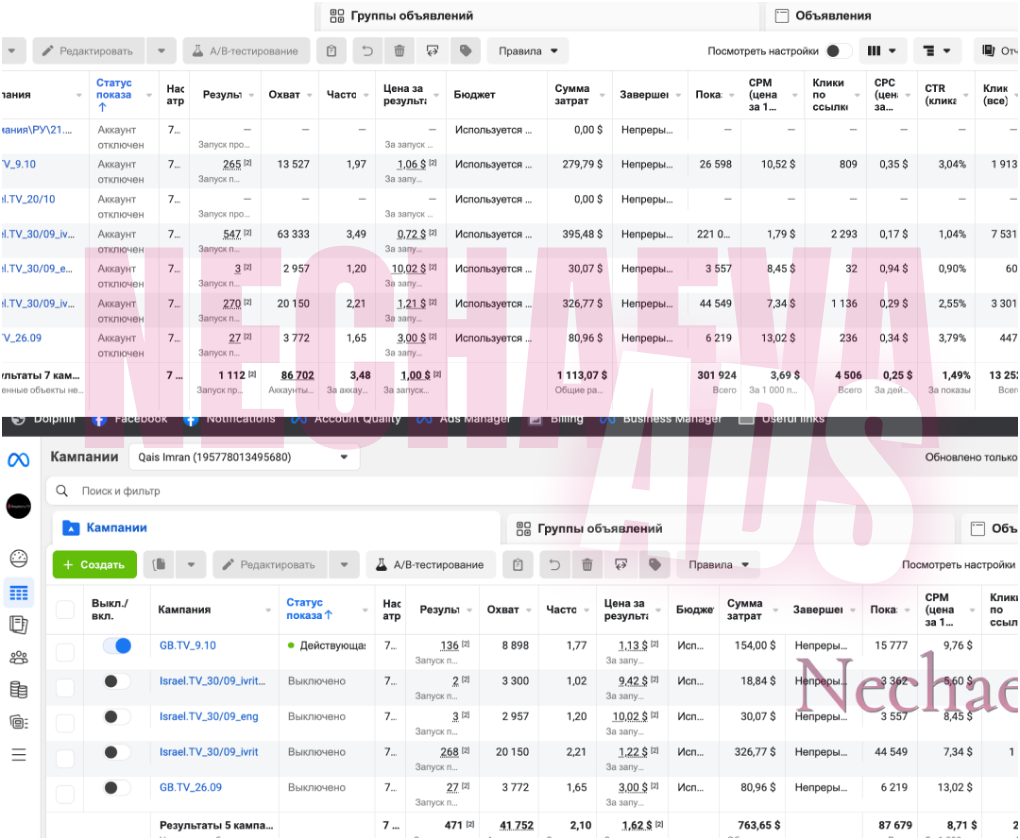 Группы объявлений Объявления
Редактировать A/B-тестирование Правила Посмотреть настройки
Статус показа Результ Охват Часто Цена за результа Бюджет Сумма затрат Завершен Пока: CPM (цена за 1... Клики по ссылке CPC (цен за... CTR (клика Клик (все)
мания\РУ\21.... Аккаунт отключен 7... — — — — Используется ... 0,00 $ Непреры... — — — — —
Запуск про... За запуск ...
TV_9.10 Аккаунт отключен 7... 265 [2] 13 527 1,97 1,06 $ [2] Используется ... 279,79 $ Непреры... 26 598 10,52 $ 809 0,35 $ 3,04% 1 913
Запуск п... За запу...
el.TV_20/10 Аккаунт отключен 7... — — — — Используется ... 0,00 $ Непреры... — — — — —
Запуск про... За запуск ...
el.TV_30/09_iv... Аккаунт отключен 7... 547 [2] 63 333 3,49 0,72 $ [2] Используется ... 395,48 $ Непреры... 221 0... 1,79 $ 2 293 0,17 $ 1,04% 7 531
Запуск п... За запу...
el.TV_30/09_e... Аккаунт отключен 7... 3 [2] 2 957 1,20 10,02 $ [2] Используется ... 30,07 $ Непреры... 3 557 8,45 $ 32 0,94 $ 0,90% 60
Запуск п... За запу...
el.TV_30/09_iv... Аккаунт отключен 7... 270 [2] 20 150 2,21 1,21 $ [2] Используется ... 326,77 $ Непреры... 44 549 7,34 $ 1 136 0,29 $ 2,55% 3 301
Запуск п... За запу...
TV_26.09 Аккаунт отключен 7... 27 [2] 3 772 1,65 3,00 $ [2] Используется ... 80,96 $ Непреры... 6 219 13,02 $ 236 0,34 $ 3,79% 447
Запуск п... За запу...
ультаты 7 кам... 7 ... 1 112 [2] 86 702 3,48 1,00 $ [2] 1 113,07 $ 301 924 3,69 $ 4 506 0,25 $ 1,49% 13 253
енные объекты не... Запуск пр... Аккаунты... За аккау... За запуск... Общие ра... Всего За 1 000 п... Всего За дей... За показы Всего
NECHAEVA
ADS
Dolphin Facebook Notifications Account Quality Ads Manager Billing Business Manager Useful links
Кампании Qais Imran (195778013495680) Обновлено только
Поиск и фильтр
Кампании Группы объявлений
+ Создать Редактировать A/B-тестирование Правила Посмотреть настройки
Выкл./вкл. Кампания Статус показа Результ Охват Часто Цена за результа Бюдже Сумма затрат Завершен Пока: CPM (цена за 1... Клики по
GB.TV_9.10 Действующа 7... 136 [2] 8 898 1,77 1,13 $ [2] Исп... 154,00 $ Непреры... 15 777 9,76 $
Запуск п... За запу...
Israel.TV_30/09_ivrit... Выключено 7... 2 [2] 3 300 1,02 9,42 $ [2] Исп... 18,84 $ Непреры... 3 362 5,60 $
Запуск п... За запу...
Nechae
Israel.TV_30/09_eng Выключено 7... 3 [2] 2 957 1,20 10,02 $ [2] Исп... 30,07 $ Непреры... 3 557 8,45 $
Запуск п... За запу...
Israel.TV_30/09_ivrit Выключено 7... 268 [2] 20 150 2,21 1,22 $ [2] Исп... 326,77 $ Непреры... 44 549 7,34 $ 1
Запуск п... За запу...
GB.TV_26.09 Выключено 7... 27 [2] 3 772 1,65 3,00 $ [2] Исп... 80,96 $ Непреры... 6 219 13,02 $
Запуск п... За запу...
Результаты 5 кампа... 7 ... 471 [2] 41 752 2,10 1,62 $ [2] 763,65 $ 87 679 8,71 $ 2